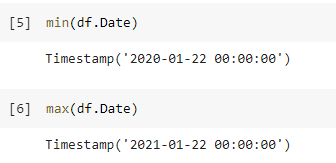 [5] min(df.Date)
Timestamp('2020-01-22 00:00:00')
[6] max(df.Date)
Timestamp('2021-01-22 00:00:00')